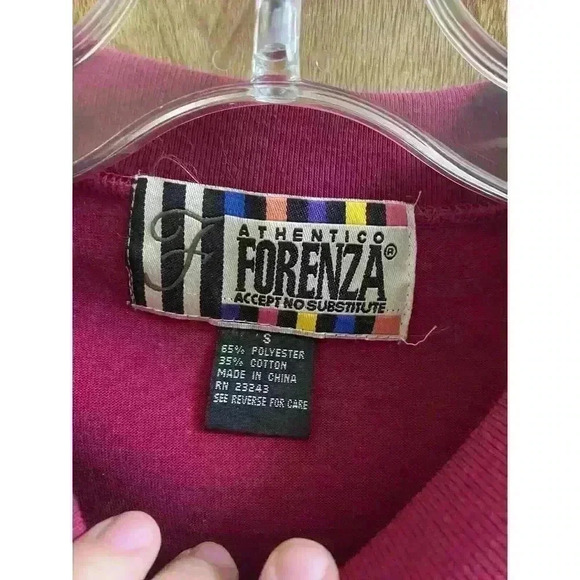 F
ATHENTICO
FORENZA®
ACCEPT NO SUBSTITUTE
S
65% POLYESTER
35% COTTON
MADE IN CHINA
RN 23243
SEE REVERSE FOR CARE